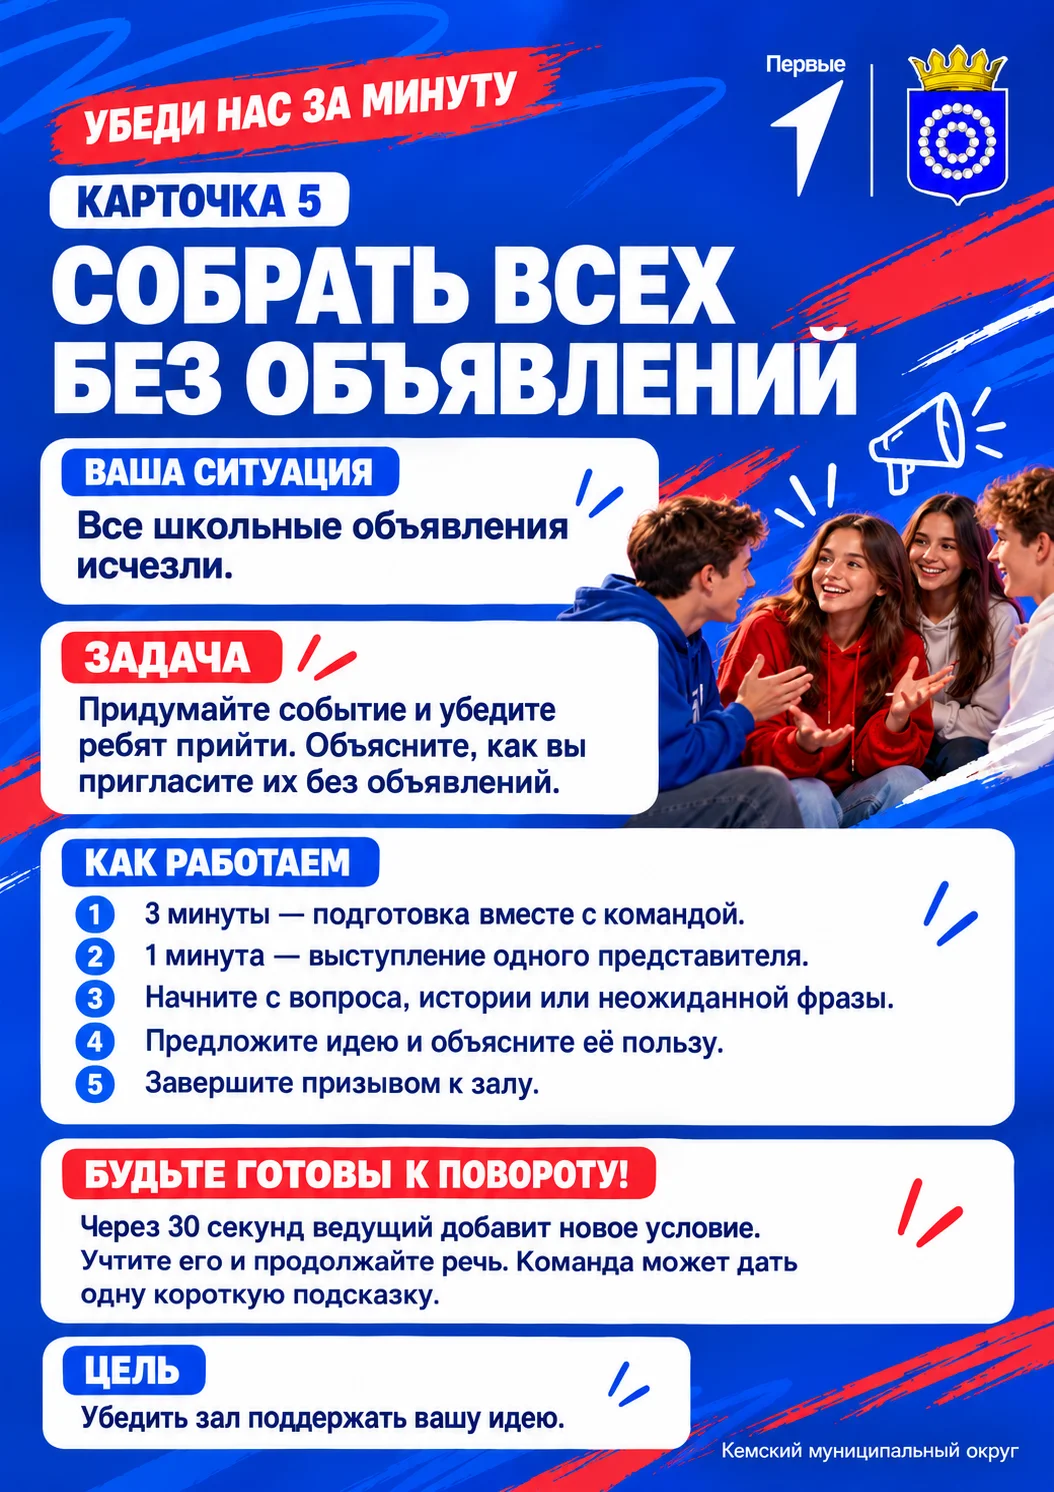 УБЕДИ НАС ЗА МИНУТУ
Первые
КАРТОЧКА 5
СОБРАТЬ ВСЕХ
БЕЗ ОБЪЯВЛЕНИЙ
ВАША СИТУАЦИЯ
Все школьные объявления
исчезли.
ЗАДАЧА
Придумайте событие и убедите
ребят прийти. Объясните, как вы
пригласите их без объявлений.
КАК РАБОТАЕМ
1 3 минуты — подготовка вместе с командой.
2 1 минута — выступление одного представителя.
3 Начните с вопроса, истории или неожиданной фразы.
4 Предложите идею и объясните её пользу.
5 Завершите призывом к залу.
БУДЬТЕ ГОТОВЫ К ПОВОРОТУ!
Через 30 секунд ведущий добавит новое условие.
Учтите его и продолжайте речь. Команда может дать
одну короткую подсказку.
ЦЕЛЬ
Убедить зал поддержать вашу идею.
Кемский муниципальный округ